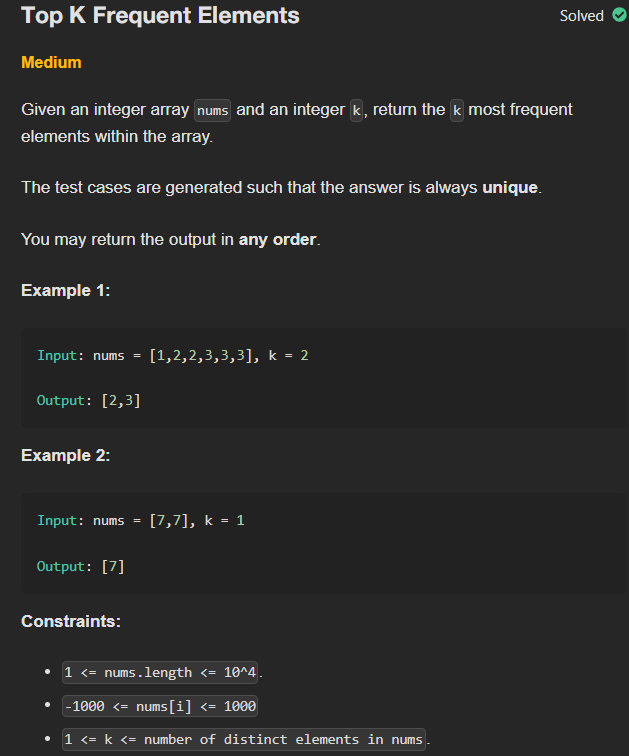 Top K Frequent Elements
Solved
Medium
Given an integer array nums and an integer k, return the k most frequent
elements within the array.
The test cases are generated such that the answer is always unique.
You may return the output in any order.
Example 1:
Input: nums = [1,2,2,3,3,3], k = 2
Output: [2,3]
Example 2:
Input: nums = [7,7], k = 1
Output: [7]
Constraints:
• 1 <= nums.length <= 10^4.
• -1000 <= nums[i] <= 1000
• 1 <= k <= number of distinct elements in nums.